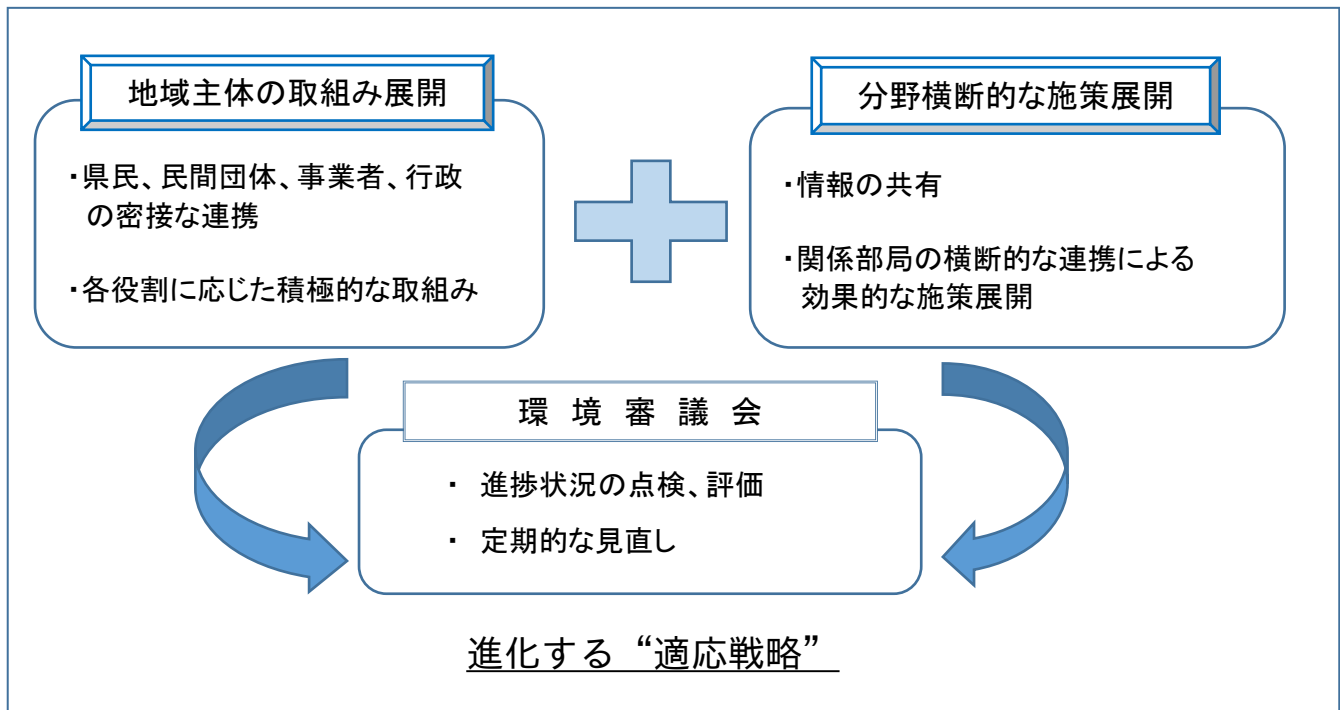 地域主体の取組み展開
・県民、民間団体、事業者、行政
の密接な連携
・各役割に応じた積極的な取組み
分野横断的な施策展開
・情報の共有
・関係部局の横断的な連携による
効果的な施策展開
環 境 審 議 会
・ 進捗状況の点検、評価
・ 定期的な見直し
進化する “適応戦略”